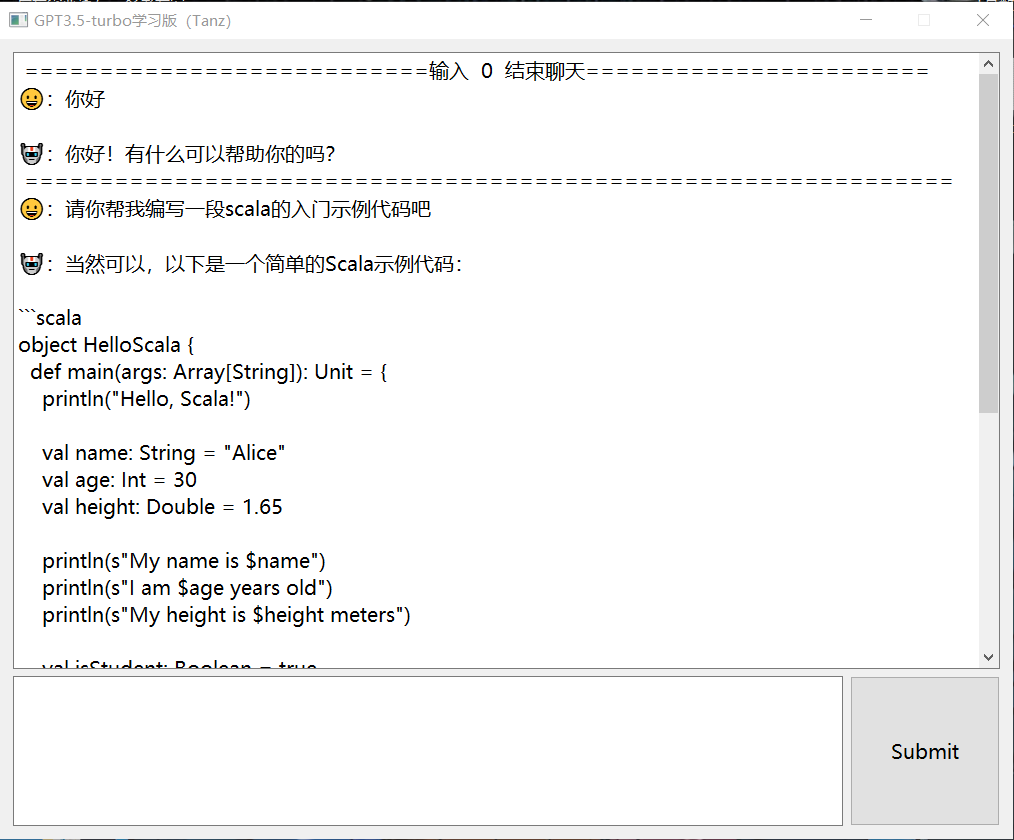 GPT3.5-turbo学习版（Tanz）
===========================输入 0 结束聊天=======================
😀：你好
🤖：你好！有什么可以帮助你的吗？
==============================================================
😀：请你帮我编写一段scala的入门示例代码吧
🤖：当然可以，以下是一个简单的Scala示例代码：
```scala
object HelloScala {
def main(args: Array[String]): Unit = {
println("Hello, Scala!")
val name: String = "Alice"
val age: Int = 30
val height: Double = 1.65
println(s"My name is $name")
println(s"I am $age years old")
println(s"My height is $height meters")
val isStudent: Boolean = true
Submit